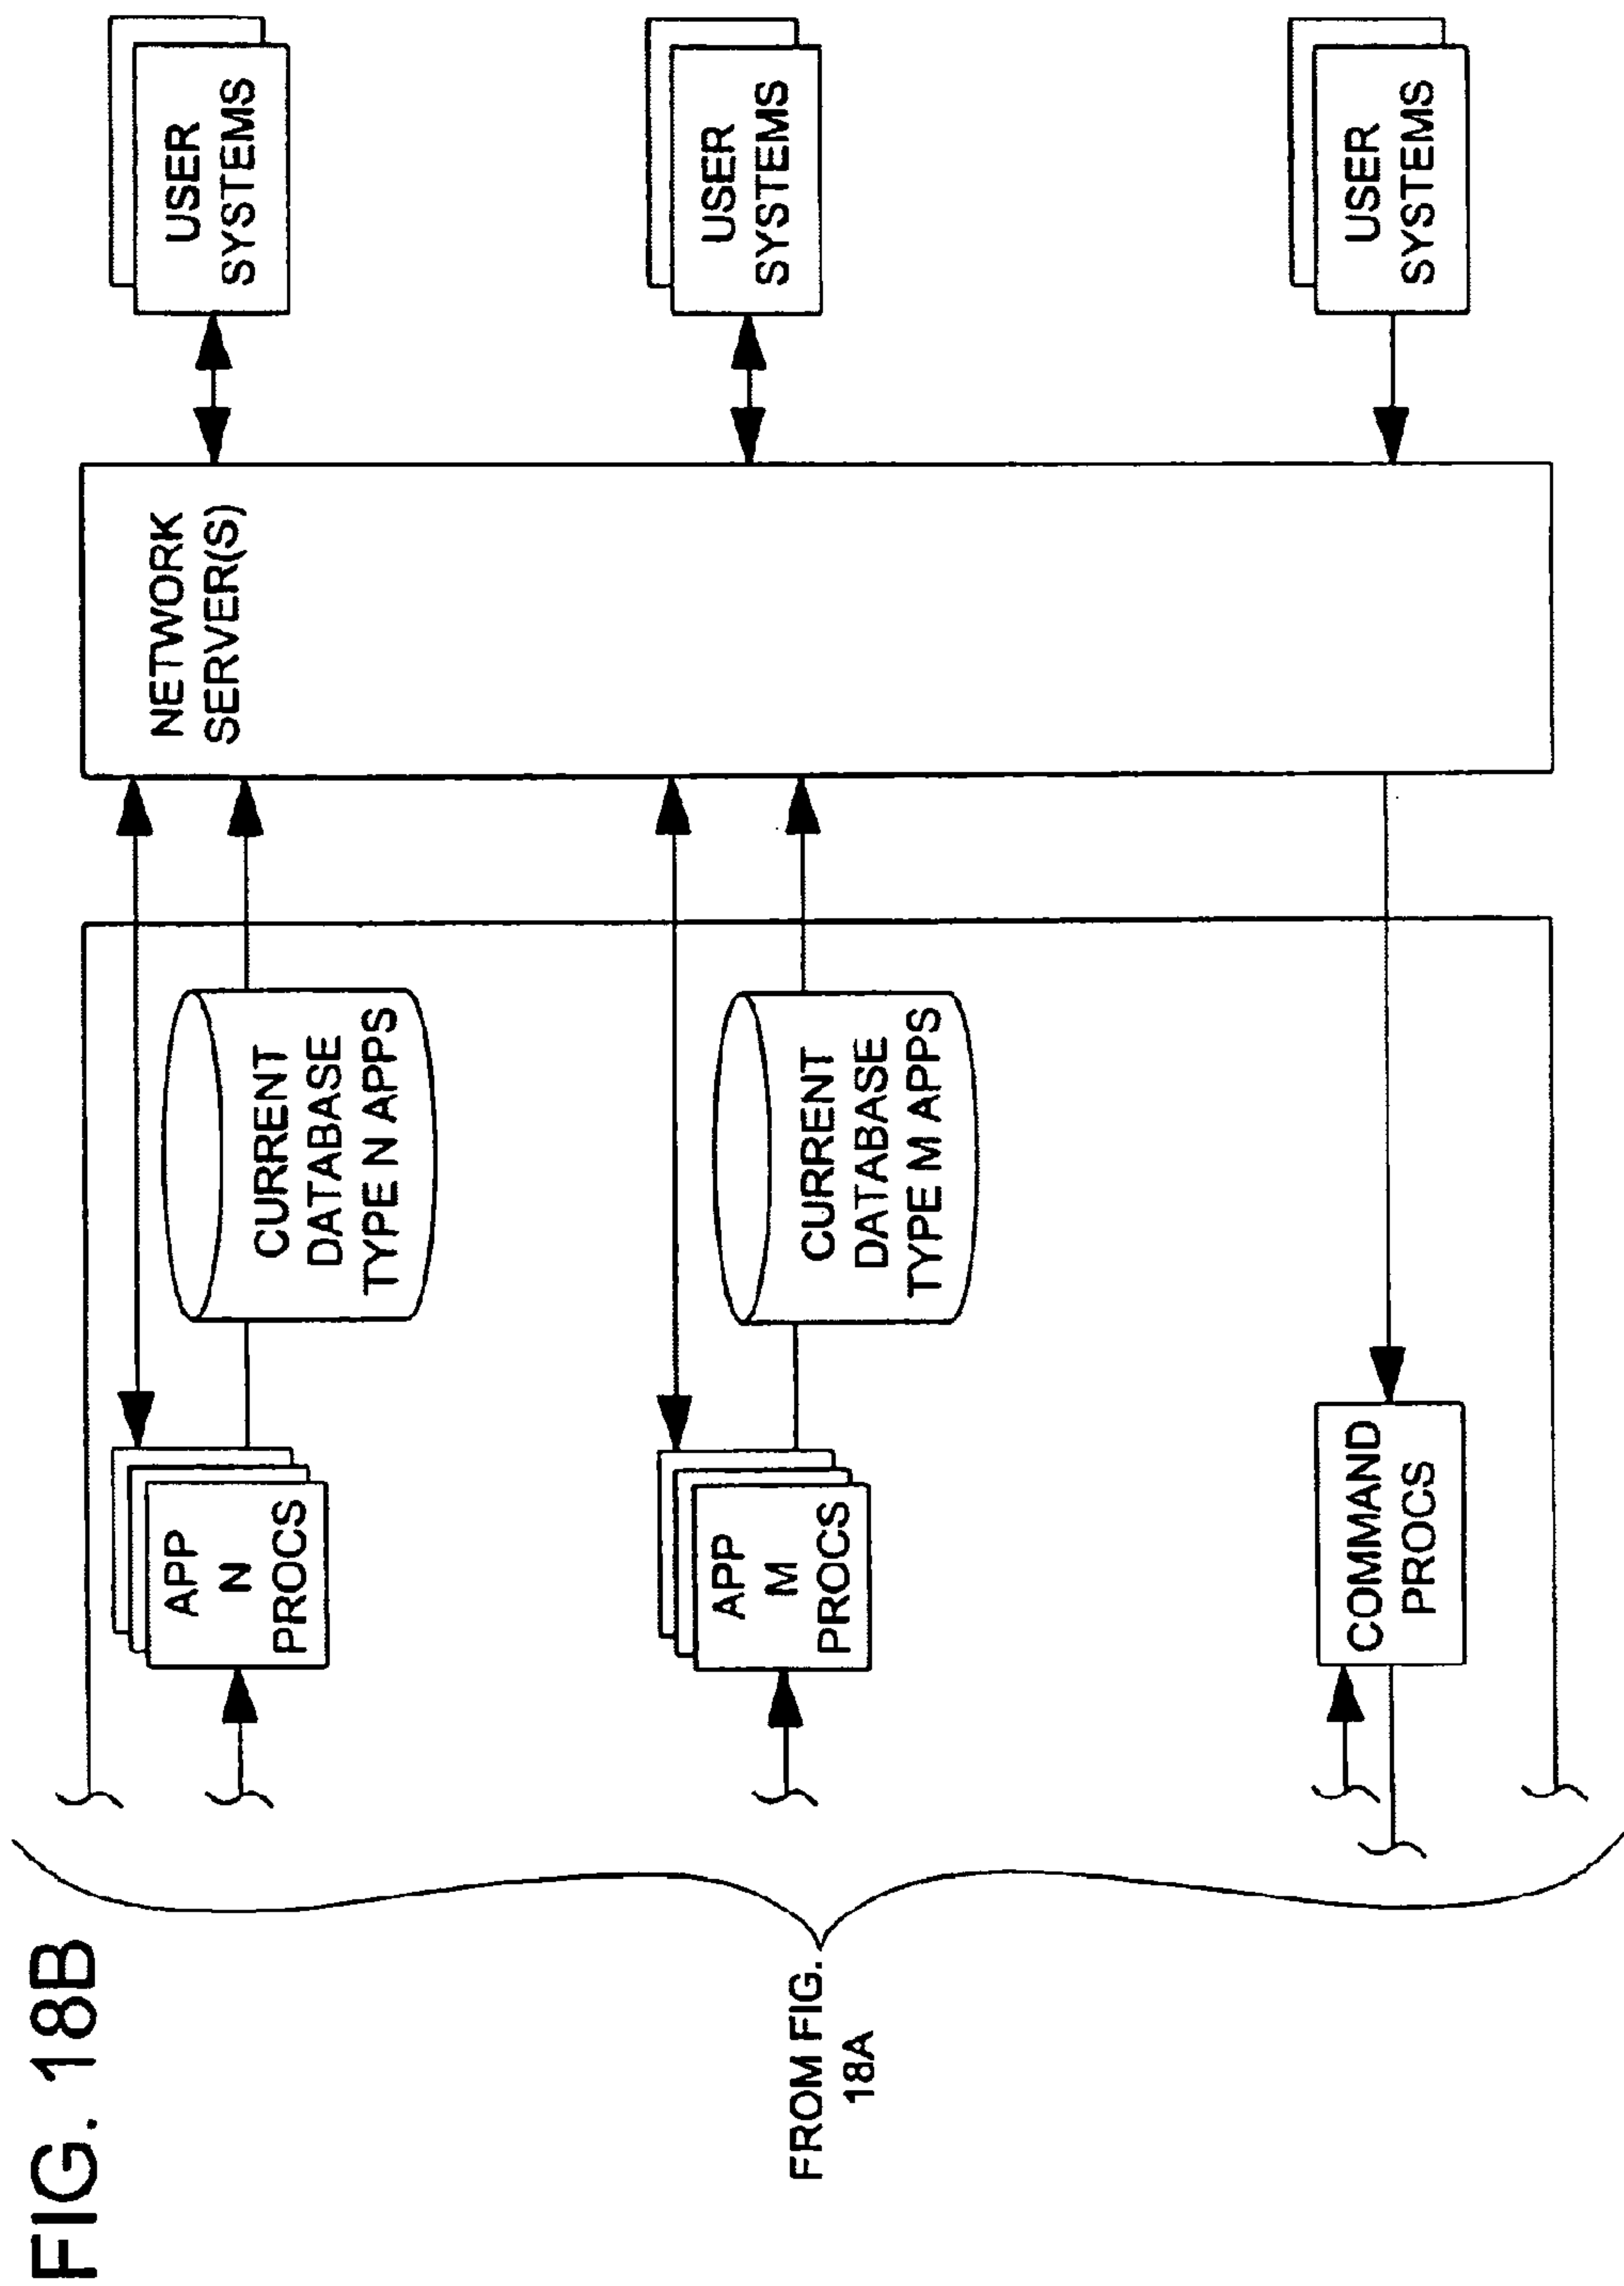 FIG. 18B
FROM FIG.
18A
APP
N
PROCS
CURRENT
DATABASE
TYPE N APPS
NETWORK
SERVER(S)
USER
SYSTEMS
APP
M
PROCS
CURRENT
DATABASE
TYPE M APPS
USER
SYSTEMS
COMMAND
PROCS
USER
SYSTEMS